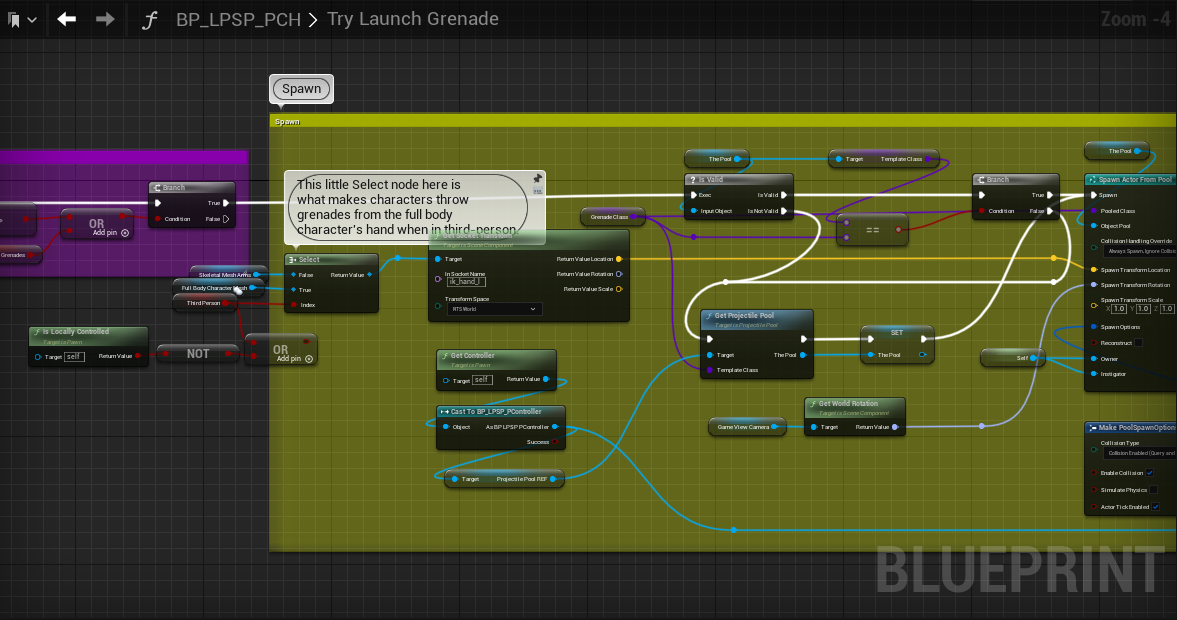 BP_LPSP_PCH > Try Launch Grenade
Zoom -4
Spawn
Spawn
This little Select node here is
what makes characters throw
grenades from the full body
character's hand when in third-person.
Branch
True
Condition
False
OR
Add pin
Grenades
Skeletal Mesh Arms
Full Body Character Mesh
Third Person
Select
False
Return Value
True
Index
Is Locally Controlled
Target is Pawn
Target
self
Return Value
NOT
OR
Add pin
Target is Scene Component
Target
Return Value Location
In Socket Name
ik_hand_l
Return Value Rotation
Return Value Scale
Transform Space
RTS World
Get Controller
Target is Pawn
Target
self
Return Value
Cast To BP_LPSP_PController
Object
As BP LPSP PController
Success
Target
Projectile Pool REF
Grenade Class
The Pool
Is Valid
Exec
Is Valid
Input Object
Is Not Valid
Target
Template Class
==
Get Projectile Pool
Target is Projectile Pool
Target
The Pool
Template Class
SET
The Pool
Game View Camera
Get World Rotation
Target is Scene Component
Target
Return Value
Branch
True
Condition
False
Self
The Pool
Spawn Actor From Pool
Spawn
Pooled Class
Object Pool
Collision Handling Override
Always Spawn, Ignore Collision
Spawn Transform Location
Spawn Transform Rotation
Spawn Transform Scale
X 1.0 Y 1.0 Z 1.0
Spawn Options
Reconstruct
Owner
Instigator
Make PoolSpawnOption
Collision Type
Collision Enabled (Query and
Enable Collision
Simulate Physics
Actor Tick Enabled
BLUEPRINT